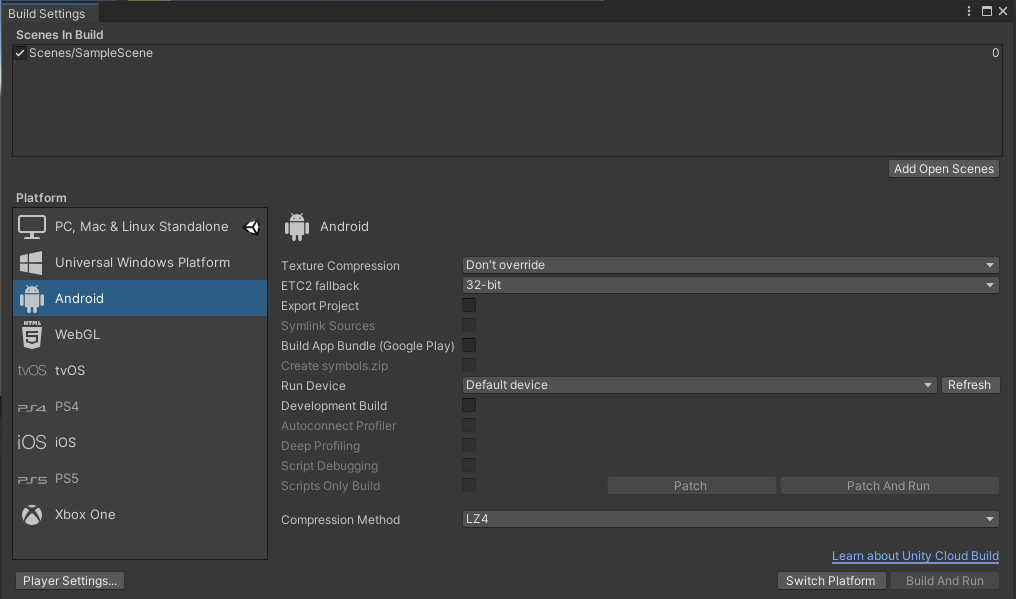 Build Settings
Scenes In Build
Scenes/SampleScene 0
Add Open Scenes
Platform
PC, Mac & Linux Standalone
Universal Windows Platform
Android
HTML 5 WebGL
tvOS tvOS
PS4 PS4
iOS iOS
PS5 PS5
Xbox One
Android
Texture Compression Don't override
ETC2 fallback 32-bit
Export Project
Symlink Sources
Build App Bundle (Google Play)
Create symbols.zip
Run Device Default device Refresh
Development Build
Autoconnect Profiler
Deep Profiling
Script Debugging
Scripts Only Build Patch Patch And Run
Compression Method LZ4
Learn about Unity Cloud Build
Player Settings... Switch Platform Build And Run